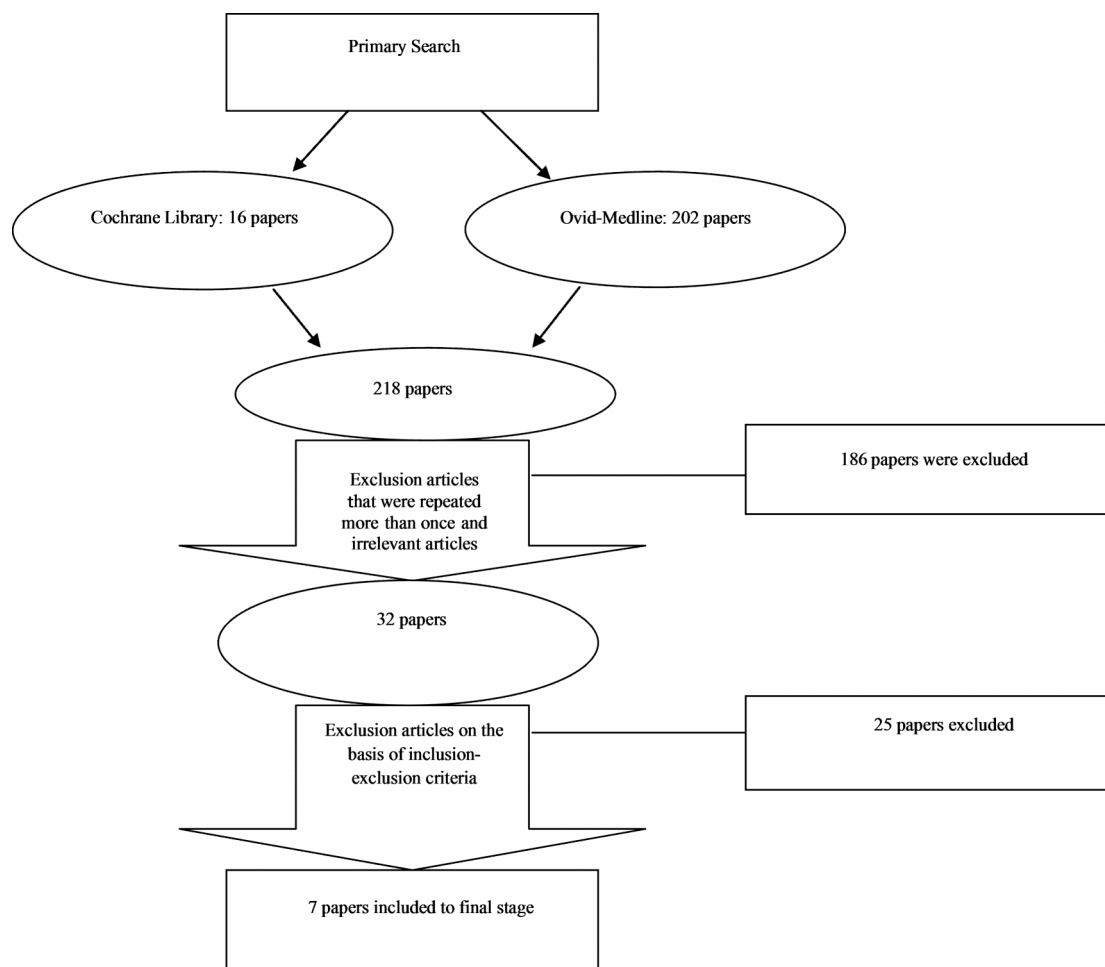 Primary Search
Cochrane Library: 16 papers
Ovid-Medline: 202 papers
218 papers
186 papers were excluded
Exclusion articles
that were repeated
more than once and
irrelevant articles
32 papers
25 papers excluded
Exclusion articles on the
basis of inclusion-
exclusion criteria
7 papers included to final stage